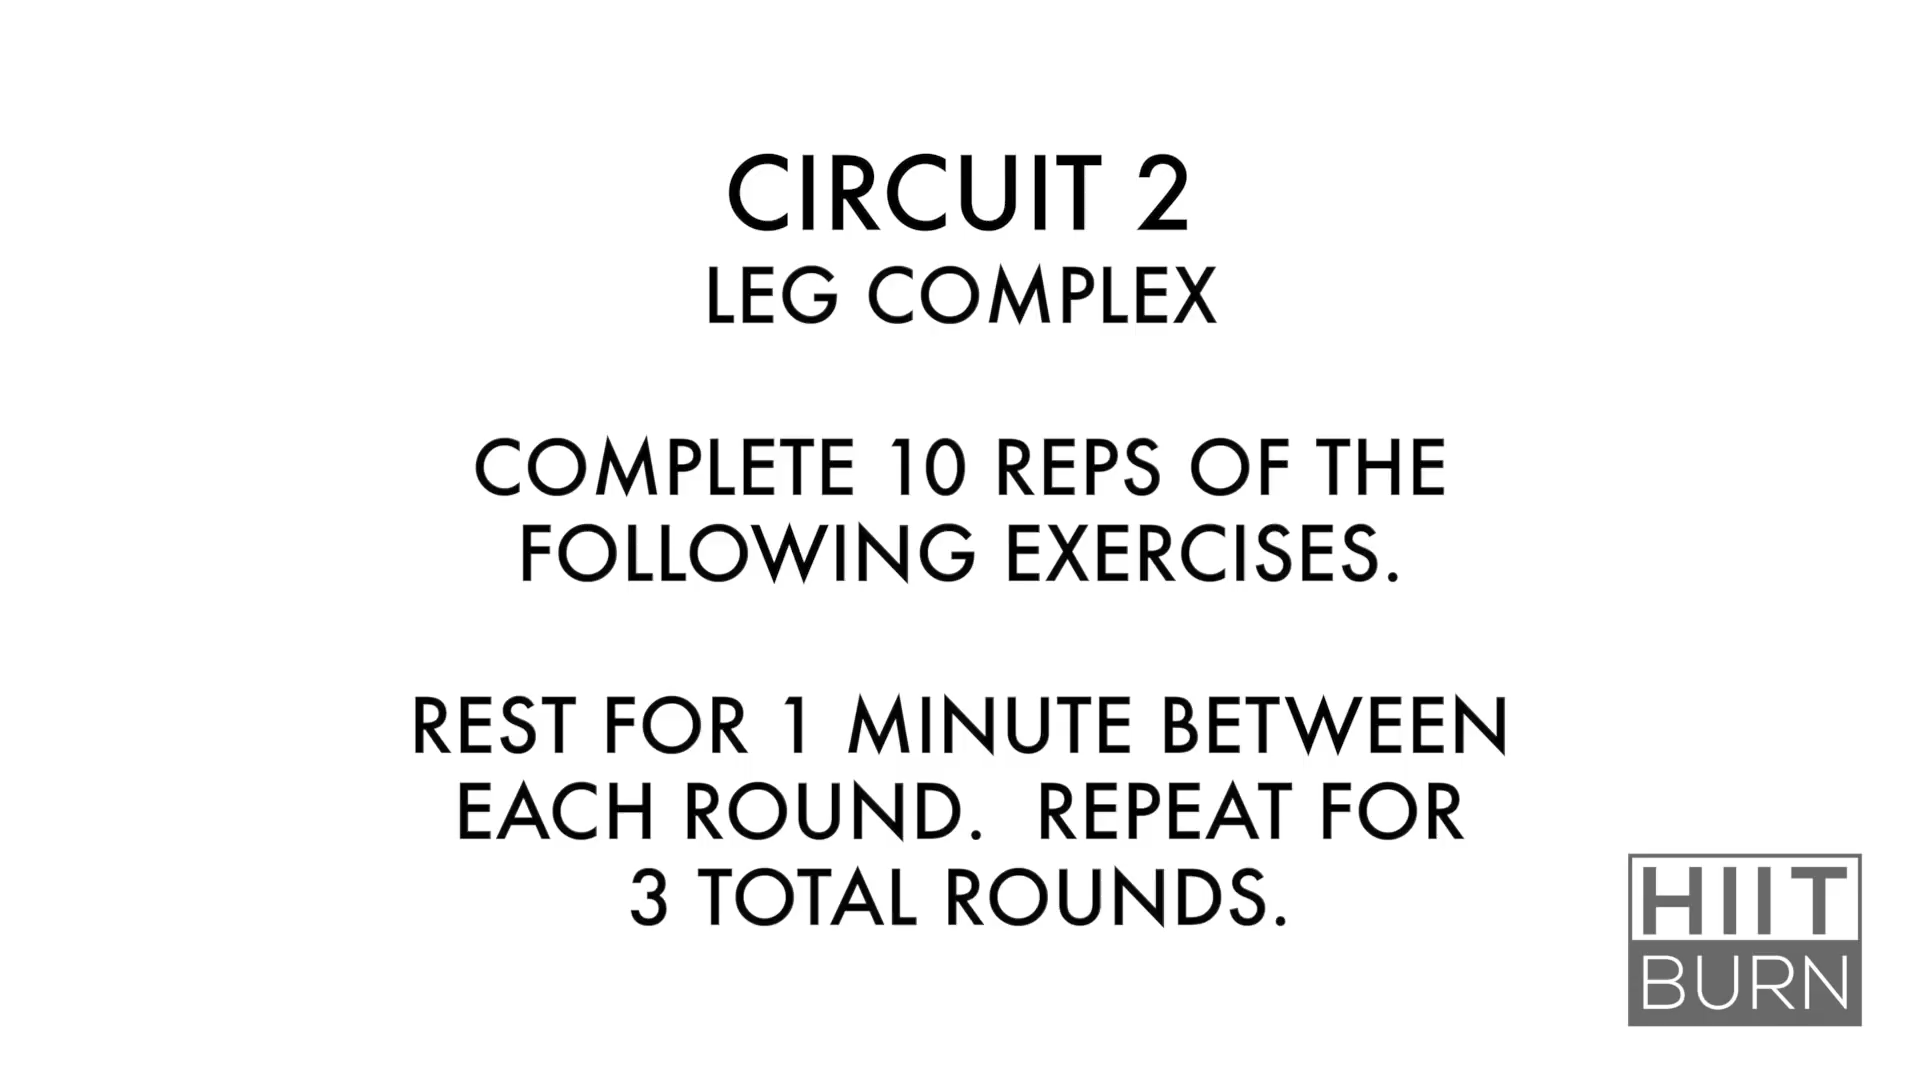 CIRCUIT 2
LEG COMPLEX
COMPLETE 10 REPS OF THE
FOLLOWING EXERCISES.
REST FOR 1 MINUTE BETWEEN
EACH ROUND.  REPEAT FOR
3 TOTAL ROUNDS.
HIIT
BURN